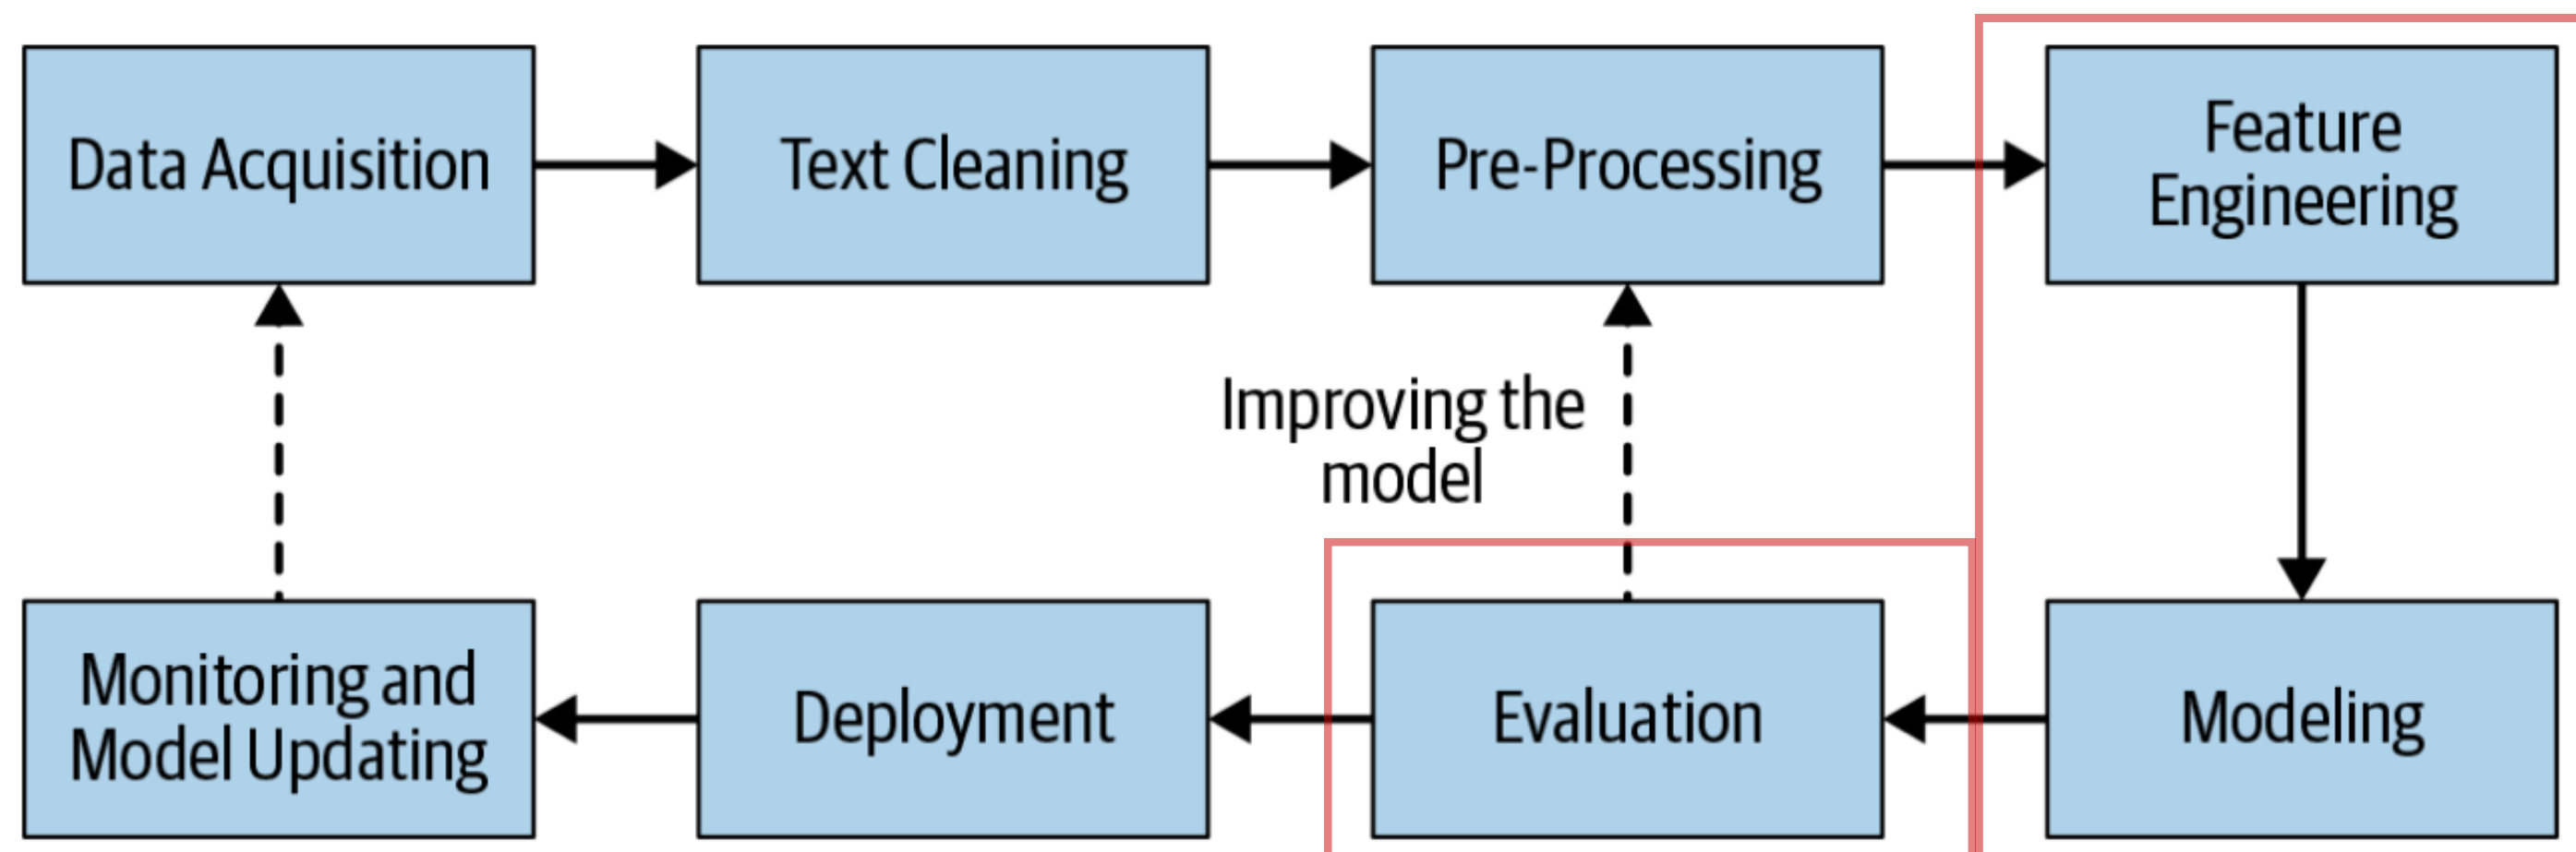 Data Acquisition
Text Cleaning
Pre-Processing
Feature
Engineering
Improving the
model
Monitoring and
Model Updating
Deployment
Evaluation
Modeling